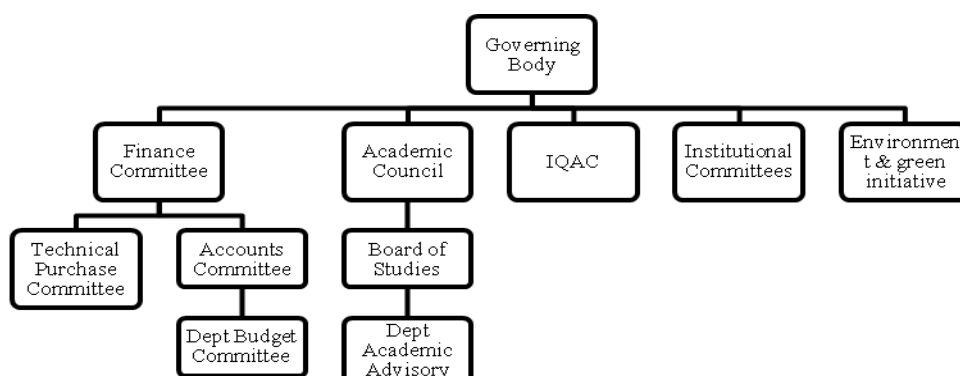 Governing
Body
Finance
Committee
Academic
Council
IQAC
Institutional
Committees
Environmen
t & green
initiative
Technical
Purchase
Committee
Accounts
Committee
Board of
Studies
Dept Budget
Committee
Dept
Academic
Advisory